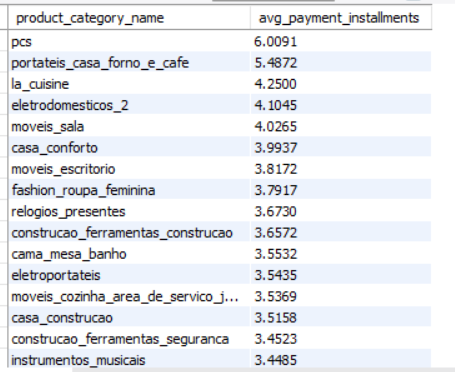 product_category_name avg_payment_installments
pcs 6.0091
portateis_casa_forno_e_cafe 5.4872
la_cuisine 4.2500
eletrodomesticos_2 4.1045
moveis_sala 4.0265
casa_conforto 3.9937
moveis_escritorio 3.8172
fashion_roupa_feminina 3.7917
relogios_presentes 3.6730
construcao_ferramentas_construcao 3.6572
cama_mesa_banho 3.5532
eletroportateis 3.5435
moveis_cozinha_area_de_servico_j... 3.5369
casa_construcao 3.5158
construcao_ferramentas_seguranca 3.4523
instrumentos_musicais 3.4485